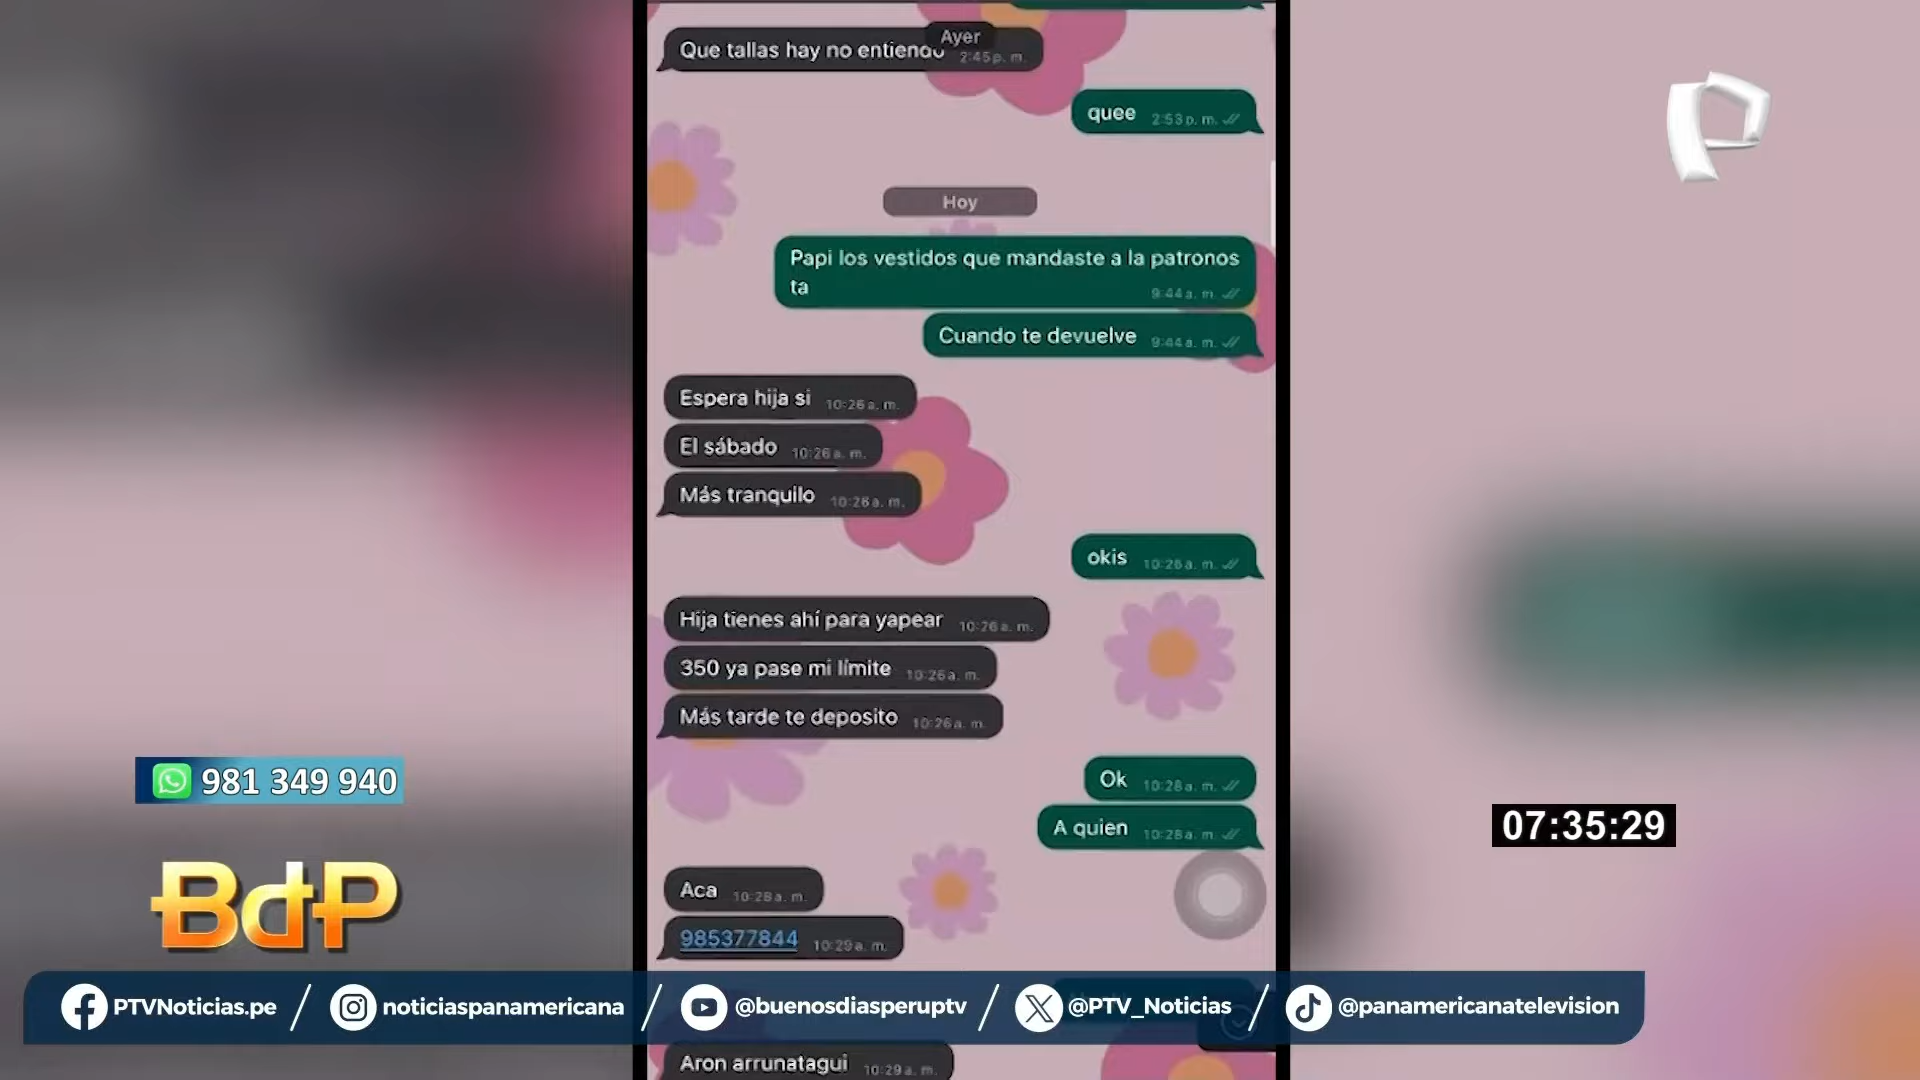 Ayer
Que tallas hay no entiendo 2:45 p. m.
quee 2:53 p. m.
Hoy
Papi los vestidos que mandaste a la patronos
ta 9:44 a. m.
Cuando te devuelve 9:44 a. m.
Espera hija si 10:26 a. m.
El sábado 10:26 a. m.
Más tranquilo 10:26 a. m.
okis 10:26 a. m.
Hija tienes ahí para yapear 10:26 a. m.
350 ya pase mi límite 10:26 a. m.
Más tarde te deposito 10:26 a. m.
Ok 10:28 a. m.
A quien 10:28 a. m.
Aca 10:28 a. m.
985377844 10:29 a. m.
Aron arrunatagui 10:29 a. m.
981 349 940
BdP
07:35:29
PTVNoticias.pe / noticiaspanamericana / @buenosdiasperuptv / @PTV_Noticias / @panamericanatelevision